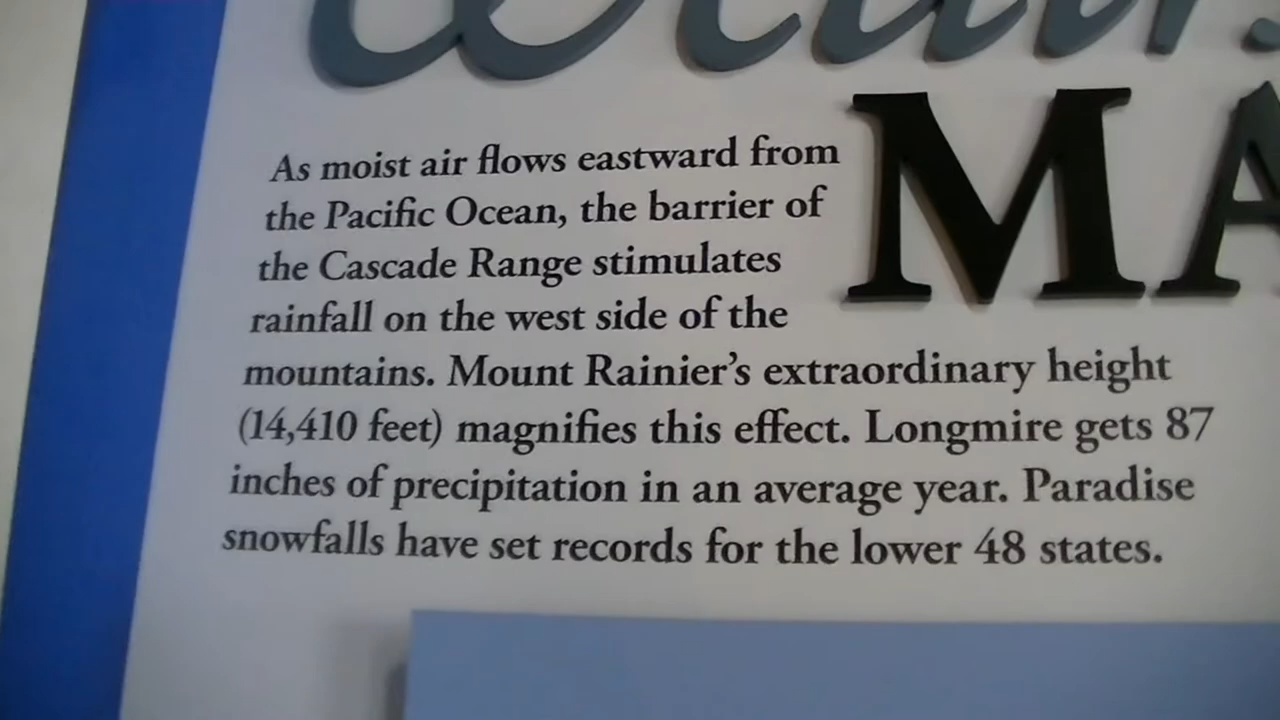 MA
As moist air flows eastward from
the Pacific Ocean, the barrier of
the Cascade Range stimulates
rainfall on the west side of the
mountains. Mount Rainier's extraordinary height
(14,410 feet) magnifies this effect. Longmire gets 87
inches of precipitation in an average year. Paradise
snowfalls have set records for the lower 48 states.